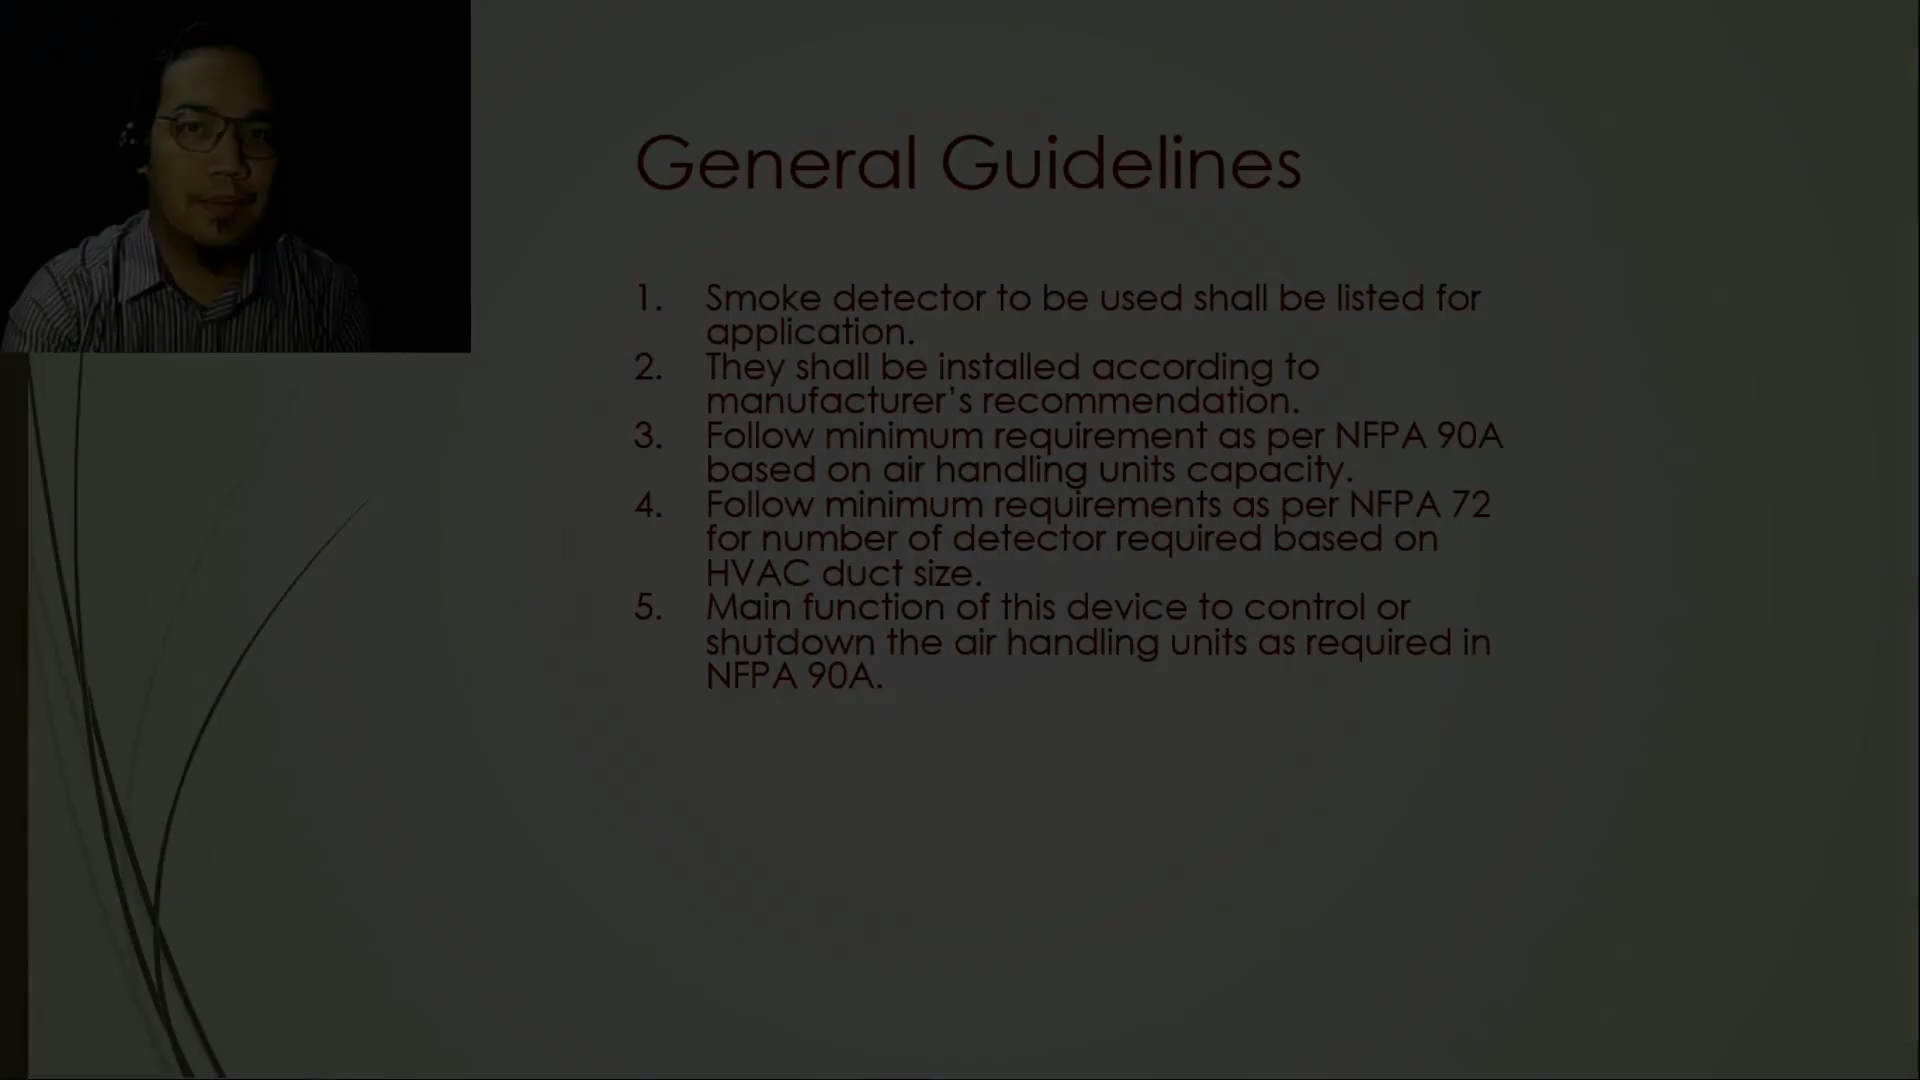 General Guidelines
1. Smoke detector to be used shall be listed for
application.
2. They shall be installed according to
manufacturer’s recommendation.
3. Follow minimum requirement as per NFPA 90A
based on air handling units capacity.
4. Follow minimum requirements as per NFPA 72
for number of detector required based on
HVAC duct size.
5. Main function of this device to control or
shutdown the air handling units as required in
NFPA 90A.